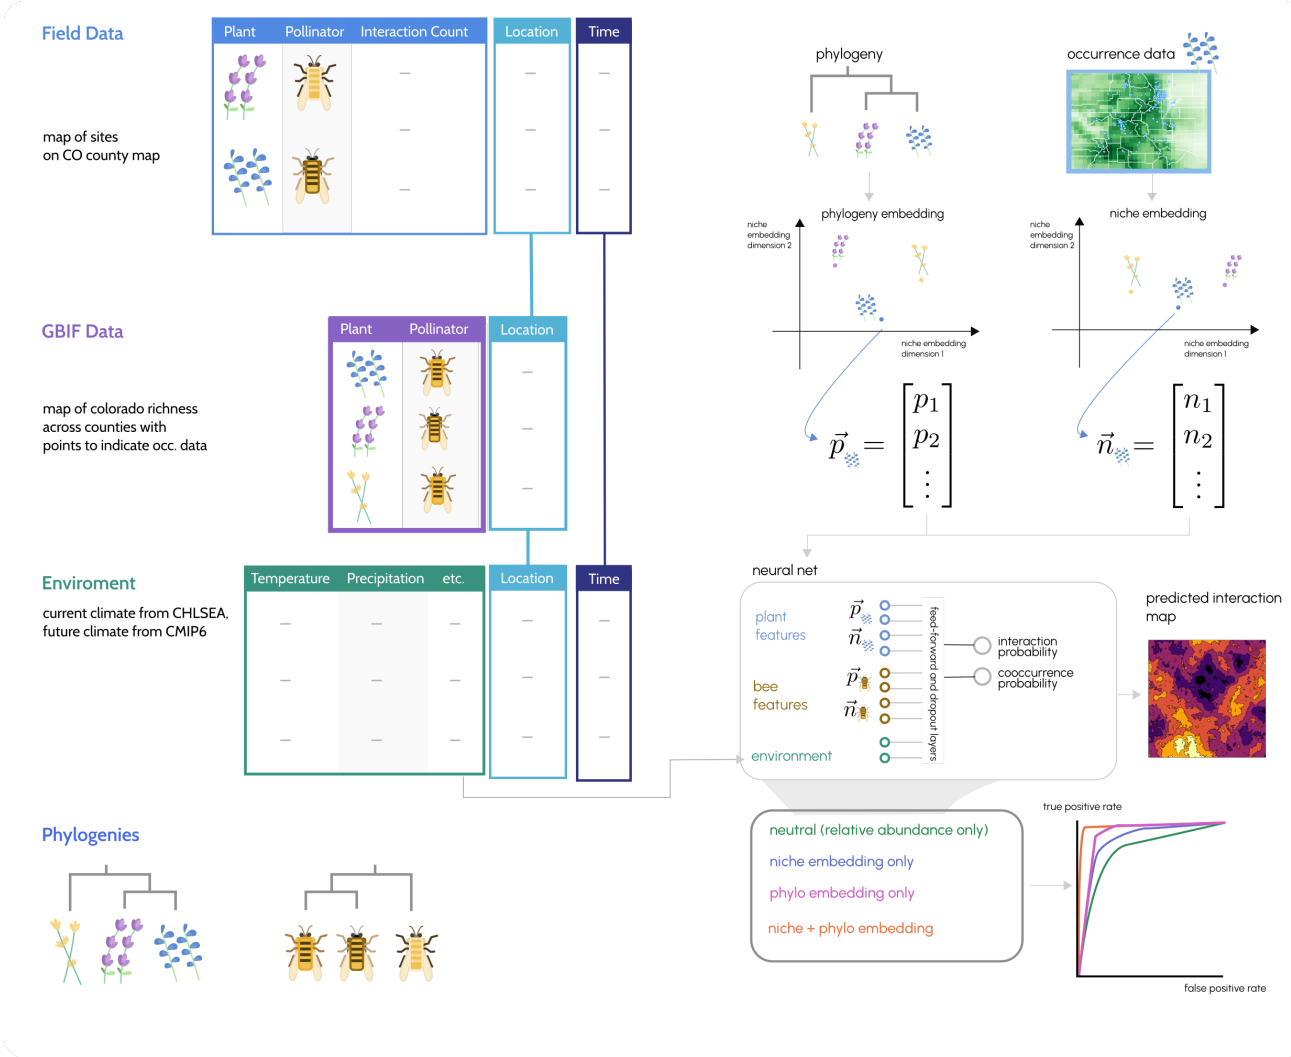 Field Data
map of sites
on CO county map
Plant Pollinator Interaction Count Location Time
GBIF Data
map of colorado richness
across counties with
points to indicate occ. data
Plant Pollinator Location
Enviroment
current climate from CHLSEA,
future climate from CMIP6
Temperature Precipitation etc. Location Time
Phylogenies
phylogeny
occurrence data
phylogeny embedding
niche
embedding
dimension 2
niche embedding
dimension 1
niche embedding
niche
embedding
dimension 2
niche embedding
dimension 1
p⃗ = [p1 p2 ⋮]
n⃗ = [n1 n2 ⋮]
neural net
plant
features
p⃗
n⃗
bee
features
p⃗
n⃗
environment
feed-forward and dropout layers
interaction
probability
cooccurrence
probability
predicted interaction
map
neutral (relative abundance only)
niche embedding only
phylo embedding only
niche + phylo embedding
true positive rate
false positive rate